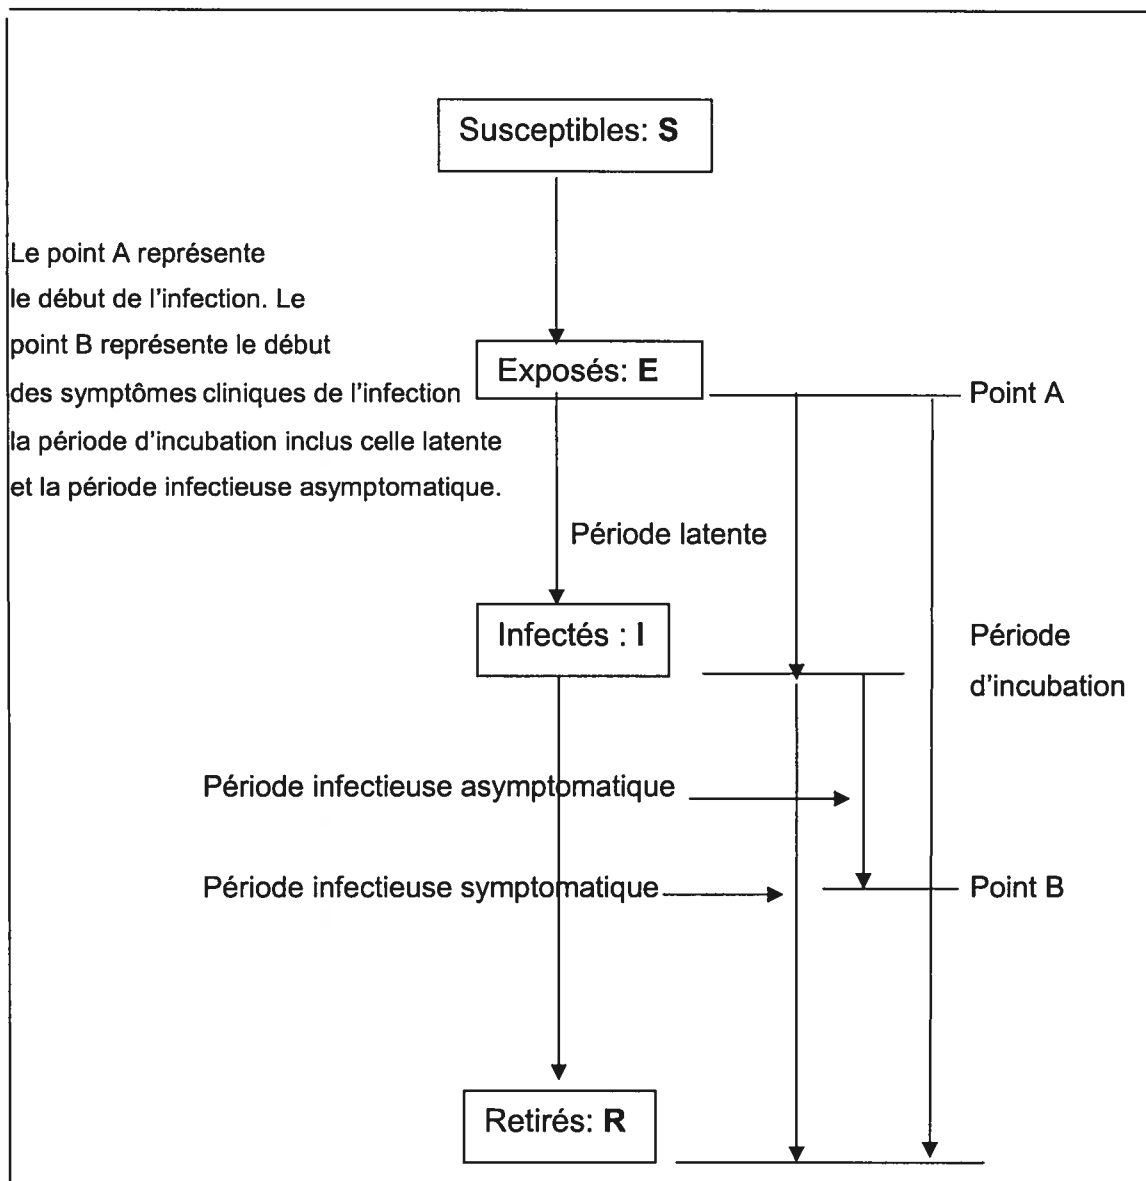 Susceptibles: S
Le point A représente
le début de l'infection. Le
point B représente le début
des symptômes cliniques de l'infection
la période d'incubation inclus celle latente
et la période infectieuse asymptomatique.
Exposés: E
Point A
Période latente
Infectés : I
Période
d'incubation
Période infectieuse asymptomatique
Période infectieuse symptomatique
Point B
Retirés: R